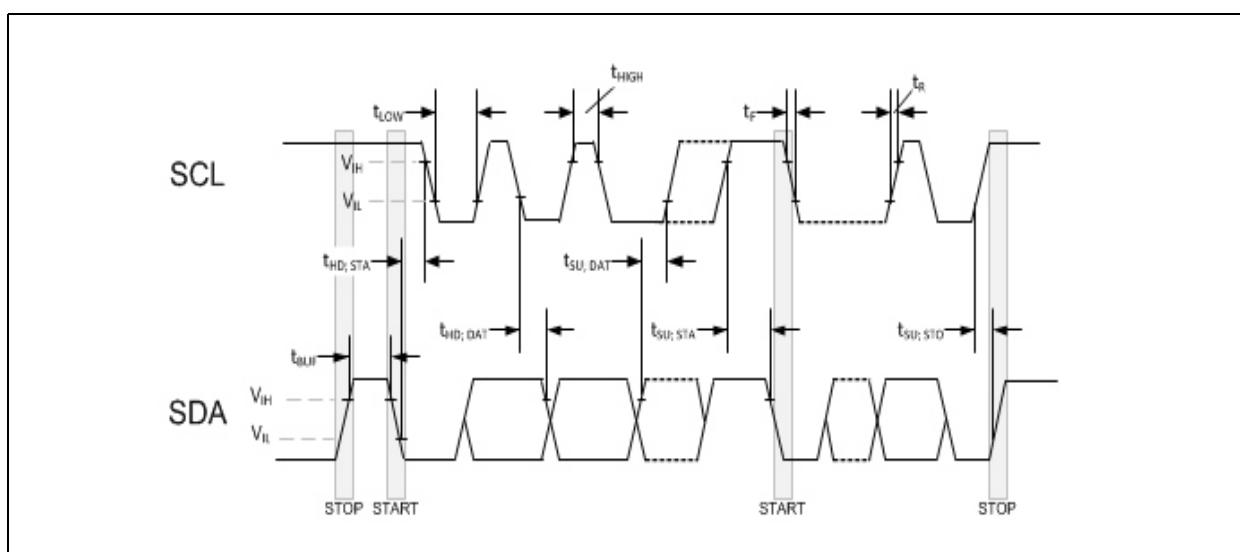 tHIGH
tR
tLOW
tF
SCL
VIH
VIL
tHD; STA
tSU, DAT
tHD; DAT
tSU; STA
tSU; STO
tBUF
SDA
VIH
VIL
STOP START START STOP